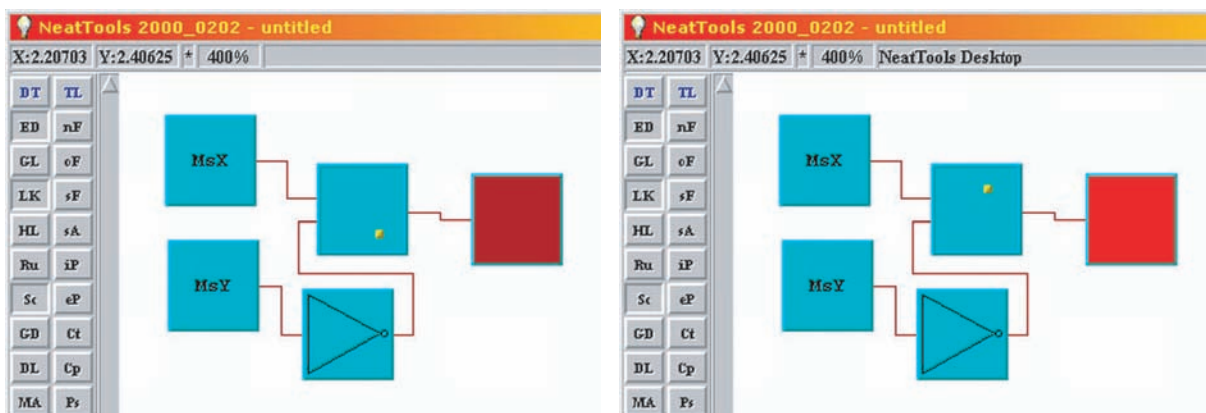 NeatTools 2000_0202 - untitled
X:2.20703 Y:2.40625 * 400%
DT TL
ED nF
GL oF
LK sF
HL sA
Ru iP
Sc eP
GD Ct
DL Cp
MA Ps
MsX
MsY
NeatTools 2000_0202 - untitled
X:2.20703 Y:2.40625 * 400% NeatTools Desktop
DT TL
ED nF
GL oF
LK sF
HL sA
Ru iP
Sc eP
GD Ct
DL Cp
MA Ps
MsX
MsY